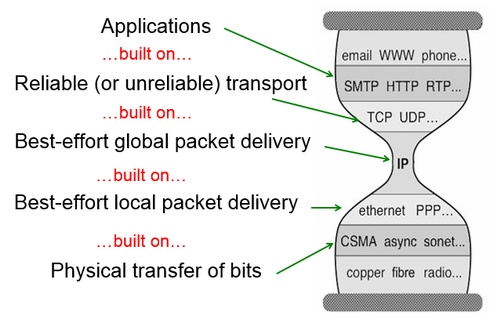 Applications
…built on…
Reliable (or unreliable) transport
…built on…
Best-effort global packet delivery
…built on…
Best-effort local packet delivery
…built on…
Physical transfer of bits
email WWW phone...
SMTP HTTP RTP...
TCP UDP…
IP
ethernet PPP…
CSMA async sonet...
copper fibre radio...